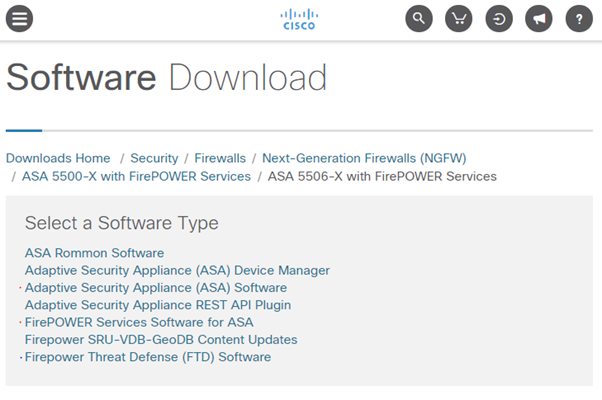 CISCO
?
Software Download
Downloads Home / Security / Firewalls / Next-Generation Firewalls (NGFW)
/ ASA 5500-X with FirePOWER Services / ASA 5506-X with FirePOWER Services
Select a Software Type
ASA Rommon Software
Adaptive Security Appliance (ASA) Device Manager
Adaptive Security Appliance (ASA) Software
Adaptive Security Appliance REST API Plugin
FirePOWER Services Software for ASA
Firepower SRU-VDB-GeoDB Content Updates
Firepower Threat Defense (FTD) Software